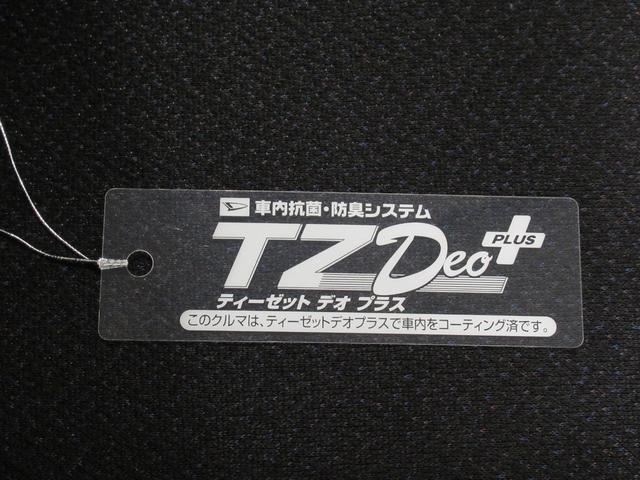 車内抗菌・防臭システム
TZ Deo PLUS
ティーゼット デオ プラス
このクルマは、ティーゼットデオプラスで車内をコーティング済です。